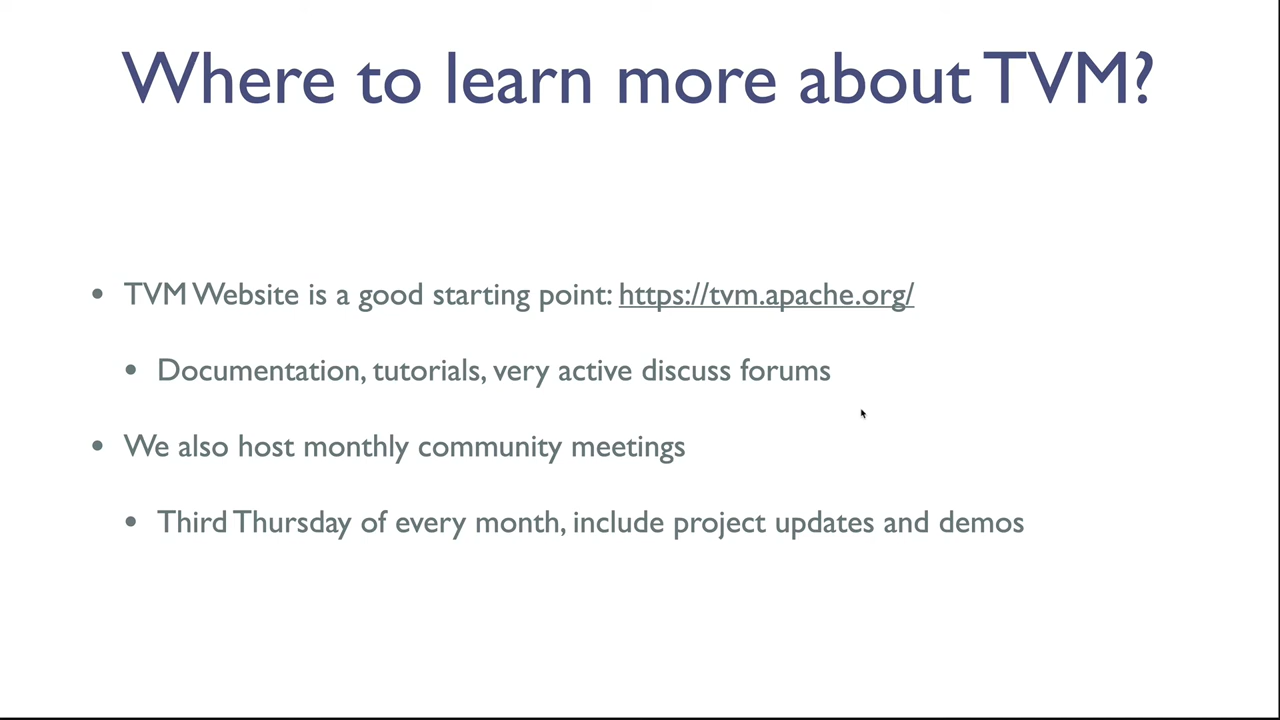 Where to learn more about TVM?
• TVM Website is a good starting point: https://tvm.apache.org/
• Documentation, tutorials, very active discuss forums
• We also host monthly community meetings
• Third Thursday of every month, include project updates and demos